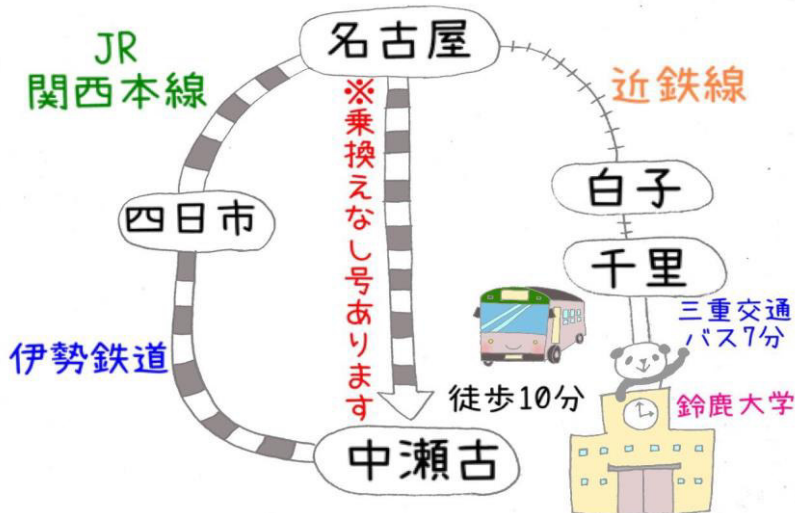 名古屋
JR
関西本線
近鉄線
※乗換えなし号あります
白子
四日市
千里
三重交通
バス7分
伊勢鉄道
徒歩10分
鈴鹿大学
中瀬古